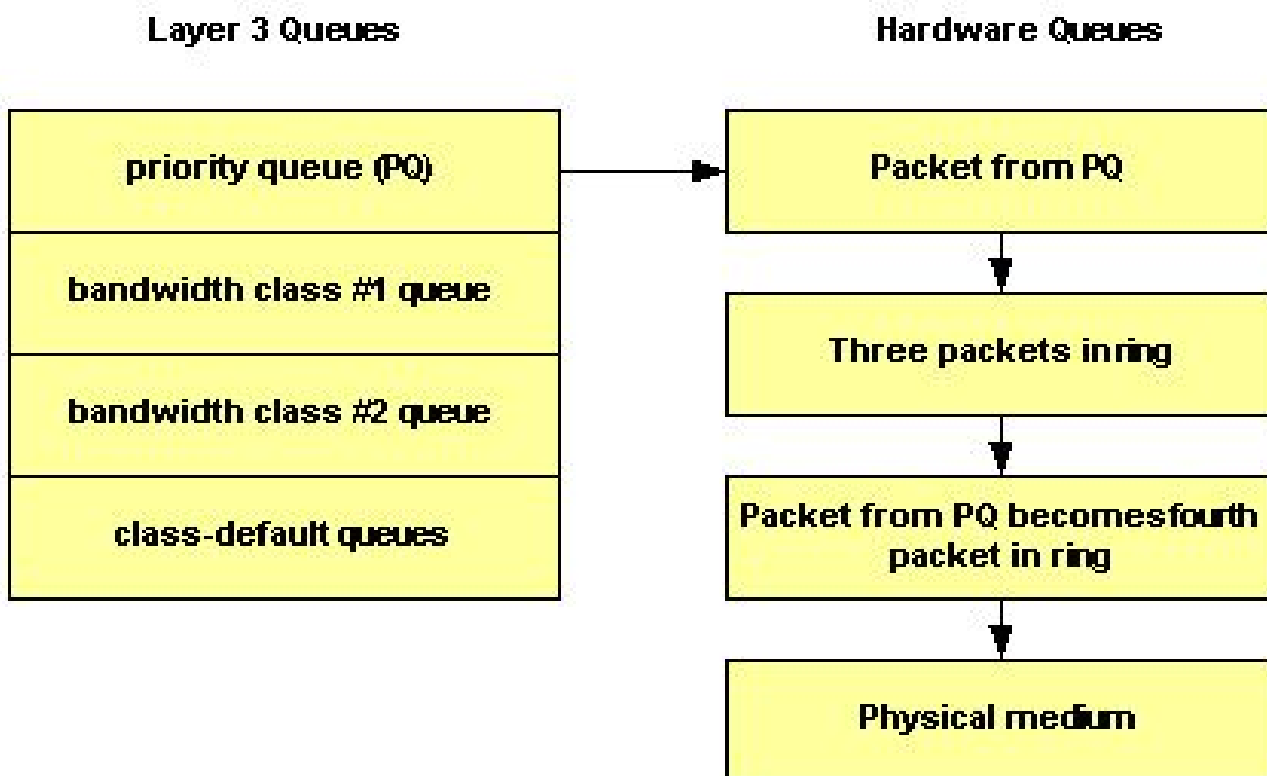 Layer 3 Queues
Hardware Queues
priority queue (PQ)
bandwidth class #1 queue
bandwidth class #2 queue
class-default queues
Packet from PQ
Three packets in ring
Packet from PQ becomes fourth
packet in ring
Physical medium